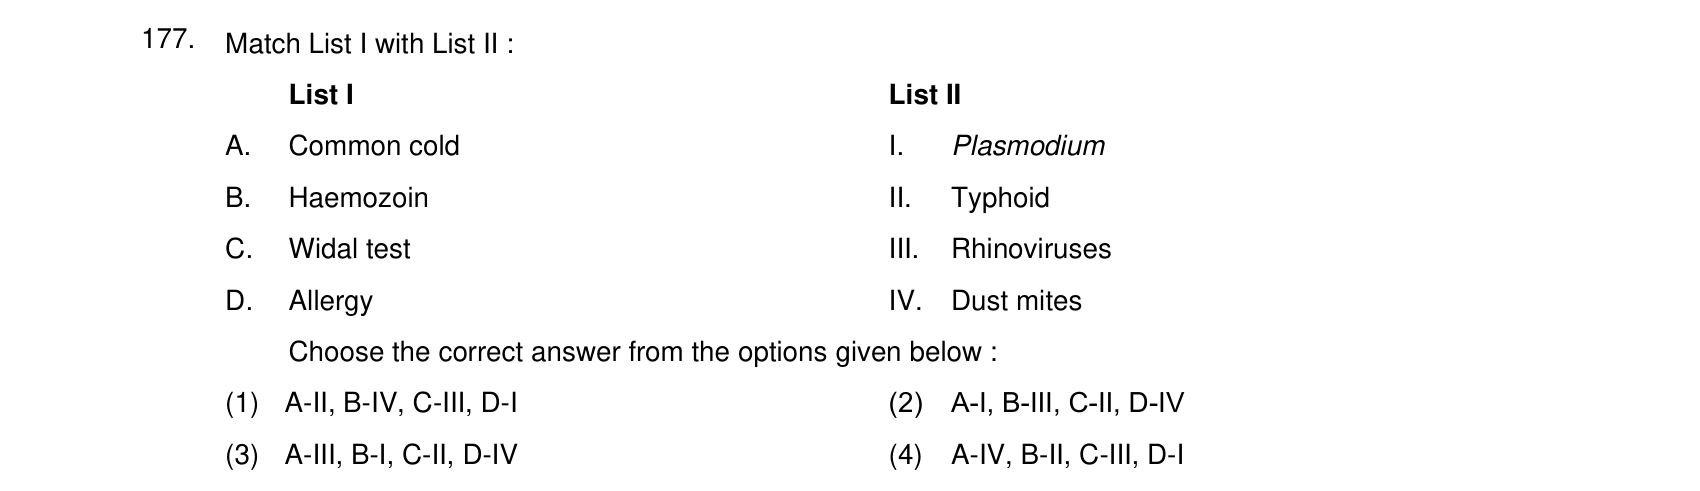 177. Match List I with List II :
List I List II
A. Common cold I. Plasmodium
B. Haemozoin II. Typhoid
C. Widal test III. Rhinoviruses
D. Allergy IV. Dust mites
Choose the correct answer from the options given below :
(1) A-II, B-IV, C-III, D-I (2) A-I, B-III, C-II, D-IV
(3) A-III, B-I, C-II, D-IV (4) A-IV, B-II, C-III, D-I